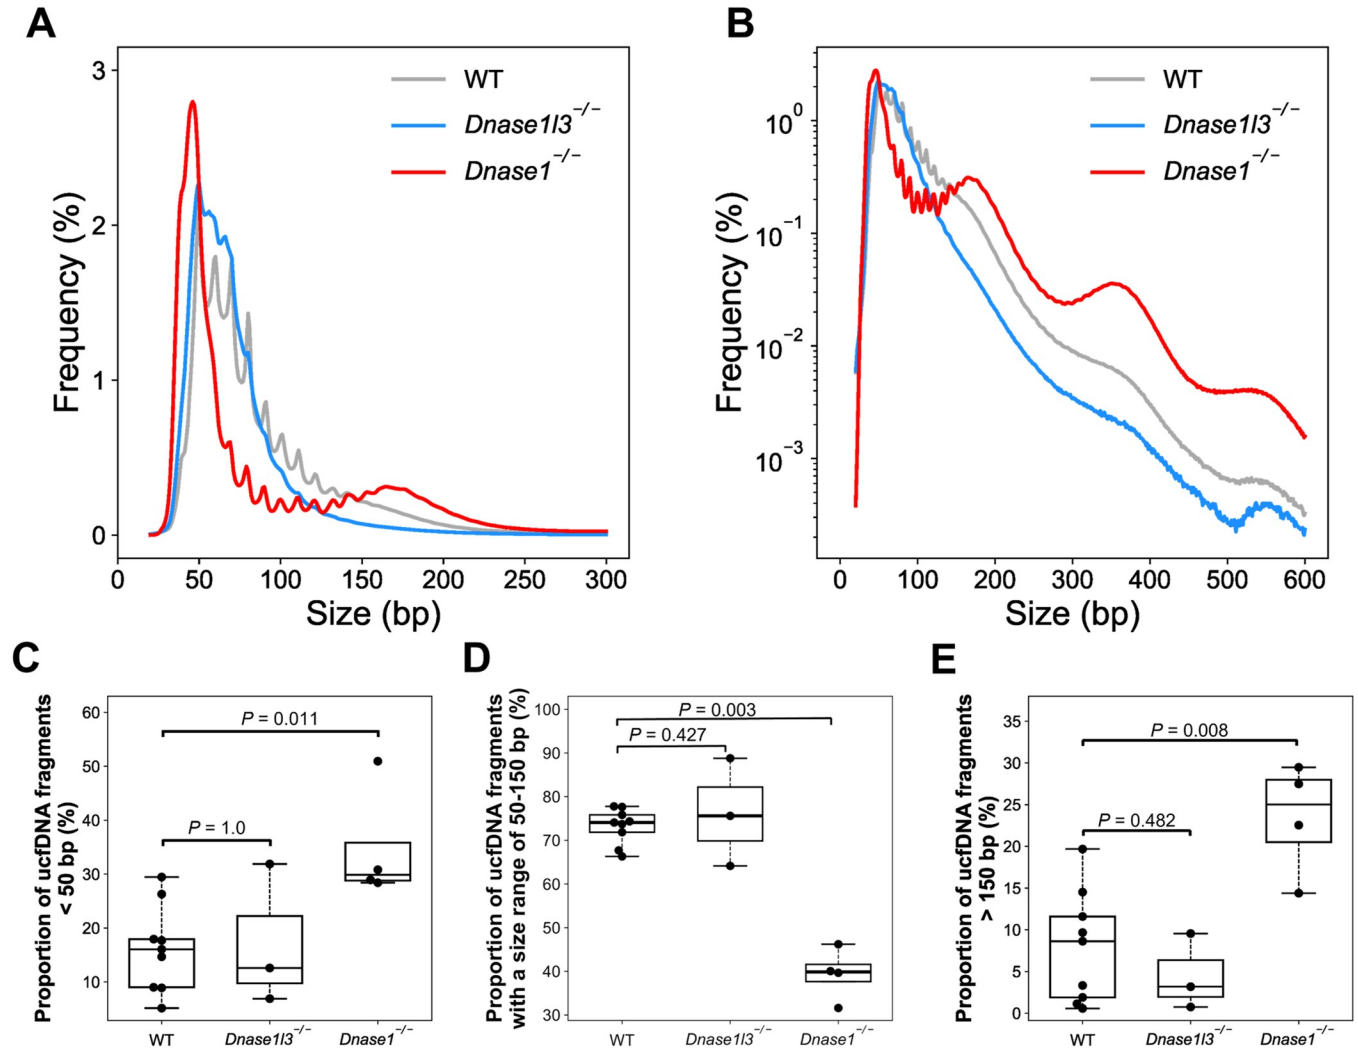 A
WT
Dnase1l3−/−
Dnase1−/−
Frequency (%)
3
2
1
0
0 50 100 150 200 250 300
Size (bp)
B
WT
Dnase1l3−/−
Dnase1−/−
Frequency (%)
10^0
10^−1
10^−2
10^−3
0 100 200 300 400 500 600
Size (bp)
C
Proportion of ucfDNA fragments
< 50 bp (%)
60
50
40
30
20
10
P = 0.011
P = 1.0
WT Dnase1l3−/− Dnase1−/−
D
Proportion of ucfDNA fragments
with a size range of 50-150 bp (%)
100
90
80
70
60
50
40
30
P = 0.003
P = 0.427
WT Dnase1l3−/− Dnase1−/−
E
Proportion of ucfDNA fragments
> 150 bp (%)
35
30
25
20
15
10
5
0
P = 0.008
P = 0.482
WT Dnase1l3−/− Dnase1−/−